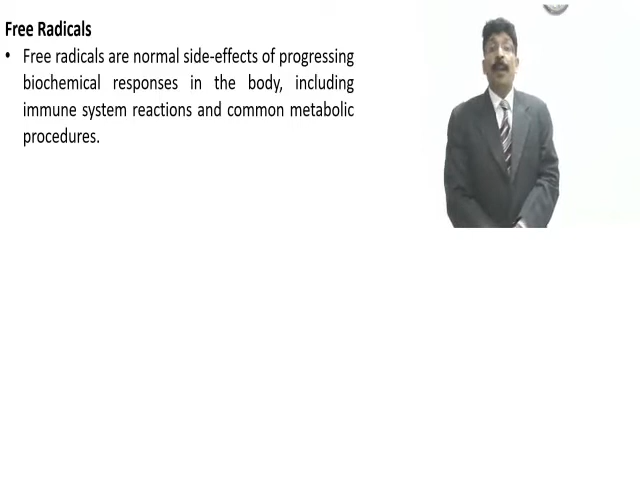 Free Radicals
• Free radicals are normal side-effects of progressing
biochemical responses in the body, including
immune system reactions and common metabolic
procedures.